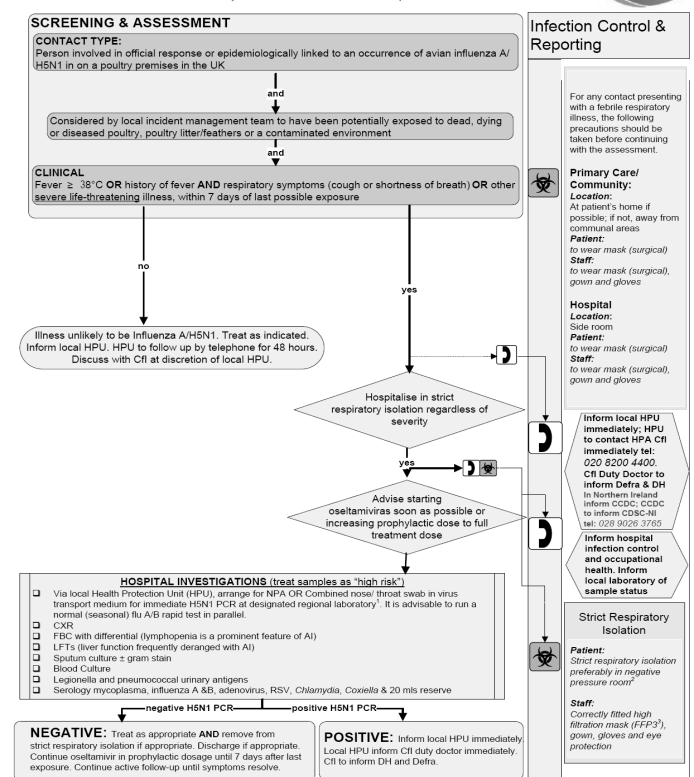 SCREENING & ASSESSMENT
CONTACT TYPE:
Person involved in official response or epidemiologically linked to an occurrence of avian influenza A/
H5N1 in on a poultry premises in the UK
and
Considered by local incident management team to have been potentially exposed to dead, dying
or diseased poultry, poultry litter/feathers or a contaminated environment
and
CLINICAL
Fever ≥ 38°C OR history of fever AND respiratory symptoms (cough or shortness of breath) OR other
severe life-threatening illness, within 7 days of last possible exposure
no
yes
Illness unlikely to be Influenza A/H5N1. Treat as indicated.
Inform local HPU. HPU to follow up by telephone for 48 hours.
Discuss with CfI at discretion of local HPU.
Hospitalise in strict
respiratory isolation regardless of
severity
yes
Advise starting
oseltamiviras soon as possible or
increasing prophylactic dose to full
treatment dose
HOSPITAL INVESTIGATIONS (treat samples as “high risk”)
Via local Health Protection Unit (HPU), arrange for NPA OR Combined nose/ throat swab in virus
transport medium for immediate H5N1 PCR at designated regional laboratory1. It is advisable to run a
normal (seasonal) flu A/B rapid test in parallel.
CXR
FBC with differential (lymphopenia is a prominent feature of AI)
LFTs (liver function frequently deranged with AI)
Sputum culture ± gram stain
Blood Culture
Legionella and pneumococcal urinary antigens
Serology mycoplasma, influenza A &B, adenovirus, RSV, Chlamydia, Coxiella & 20 mls reserve
negative H5N1 PCR
positive H5N1 PCR
NEGATIVE: Treat as appropriate AND remove from
strict respiratory isolation if appropriate. Discharge if appropriate.
Continue oseltamivir in prophylactic dosage until 7 days after last
exposure. Continue active follow-up until symptoms resolve.
POSITIVE: Inform local HPU immediately.
Local HPU inform CfI duty doctor immediately.
CfI to inform DH and Defra.
Infection Control &
Reporting
For any contact presenting
with a febrile respiratory
illness, the following
precautions should be
taken before continuing
with the assessment.
Primary Care/
Community:
Location:
At patient's home if
possible; if not, away from
communal areas
Patient:
to wear mask (surgical)
Staff:
to wear mask (surgical),
gown and gloves
Hospital
Location:
Side room
Patient:
to wear mask (surgical)
Staff:
to wear mask (surgical),
gown and gloves
Inform local HPU
immediately; HPU
to contact HPA CfI
immediately tel:
020 8200 4400.
CfI Duty Doctor to
inform Defra & DH
In Northern Ireland
inform CCDC; CCDC
to inform CDSC-NI
tel: 028 9026 3765
Inform hospital
infection control
and occupational
health. Inform
local laboratory of
sample status
Strict Respiratory
Isolation
Patient:
Strict respiratory isolation
preferably in negative
pressure room2
Staff:
Correctly fitted high
filtration mask (FFP33),
gown, gloves and eye
protection